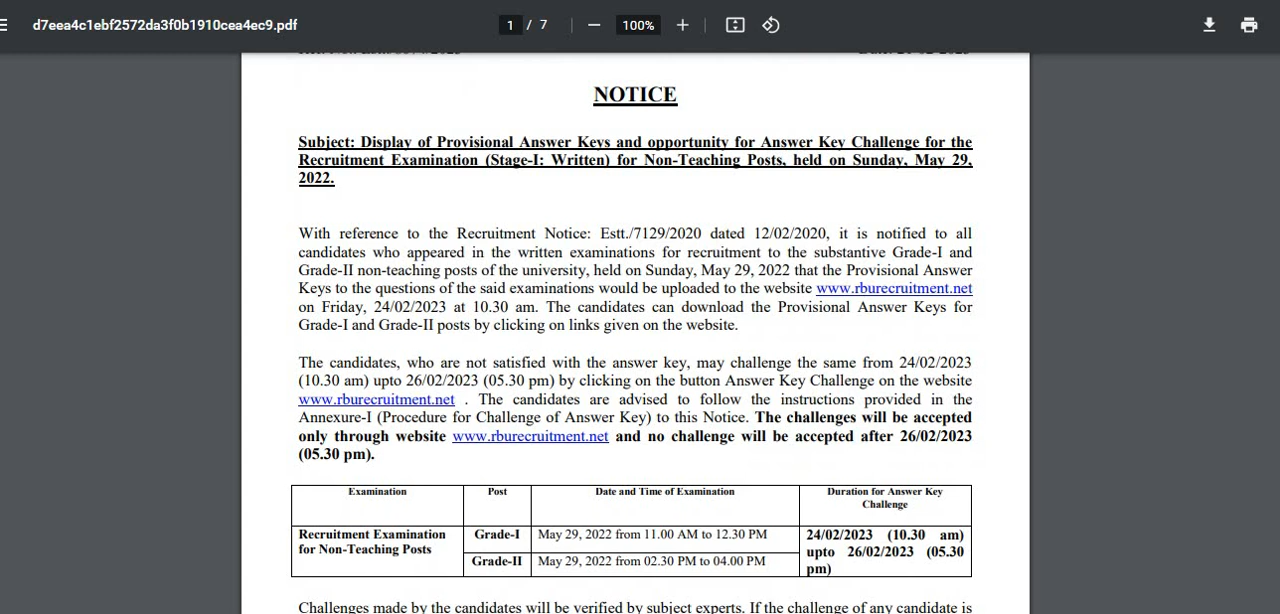 d7eea4c1ebf2572da3f0b1910cea4ec9.pdf
1 / 7
100%
NOTICE
Subject: Display of Provisional Answer Keys and opportunity for Answer Key Challenge for the
Recruitment Examination (Stage-I: Written) for Non-Teaching Posts, held on Sunday, May 29,
2022.
With reference to the Recruitment Notice: Estt./7129/2020 dated 12/02/2020, it is notified to all
candidates who appeared in the written examinations for recruitment to the substantive Grade-I and
Grade-II non-teaching posts of the university, held on Sunday, May 29, 2022 that the Provisional Answer
Keys to the questions of the said examinations would be uploaded to the website www.rburecruitment.net
on Friday, 24/02/2023 at 10.30 am. The candidates can download the Provisional Answer Keys for
Grade-I and Grade-II posts by clicking on links given on the website.
The candidates, who are not satisfied with the answer key, may challenge the same from 24/02/2023
(10.30 am) upto 26/02/2023 (05.30 pm) by clicking on the button Answer Key Challenge on the website
www.rburecruitment.net . The candidates are advised to follow the instructions provided in the
Annexure-I (Procedure for Challenge of Answer Key) to this Notice. The challenges will be accepted
only through website www.rburecruitment.net and no challenge will be accepted after 26/02/2023
(05.30 pm).
Examination Post Date and Time of Examination Duration for Answer Key
Challenge
Recruitment Examination Grade-I May 29, 2022 from 11.00 AM to 12.30 PM 24/02/2023 (10.30 am)
for Non-Teaching Posts upto 26/02/2023 (05.30
Grade-II May 29, 2022 from 02.30 PM to 04.00 PM pm)
Challenges made by the candidates will be verified by subject experts. If the challenge of any candidate is